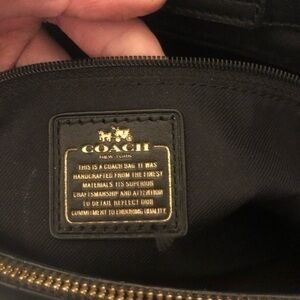 COACH
NEW YORK
THIS IS A COACH BAG IT WAS
HANDCRAFTED FROM THE FINEST
MATERIALS ITS SUPERIOR
CRAFTSMANSHIP AND ATTENTION
TO DETAIL REFLECT OUR
COMMITMENT TO ENDURING QUALITY